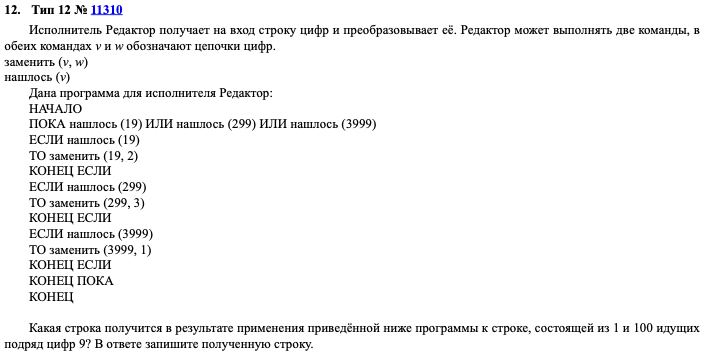 12. Тип 12 № 11310
Исполнитель Редактор получает на вход строку цифр и преобразовывает её. Редактор может выполнять две команды, в
обеих командах v и w обозначают цепочки цифр.
заменить (v, w)
нашлось (v)
Дана программа для исполнителя Редактор:
НАЧАЛО
ПОКА нашлось (19) ИЛИ нашлось (299) ИЛИ нашлось (3999)
ЕСЛИ нашлось (19)
ТО заменить (19, 2)
КОНЕЦ ЕСЛИ
ЕСЛИ нашлось (299)
ТО заменить (299, 3)
КОНЕЦ ЕСЛИ
ЕСЛИ нашлось (3999)
ТО заменить (3999, 1)
КОНЕЦ ЕСЛИ
КОНЕЦ ПОКА
КОНЕЦ
Какая строка получится в результате применения приведённой ниже программы к строке, состоящей из 1 и 100 идущих
подряд цифр 9? В ответе запишите полученную строку.